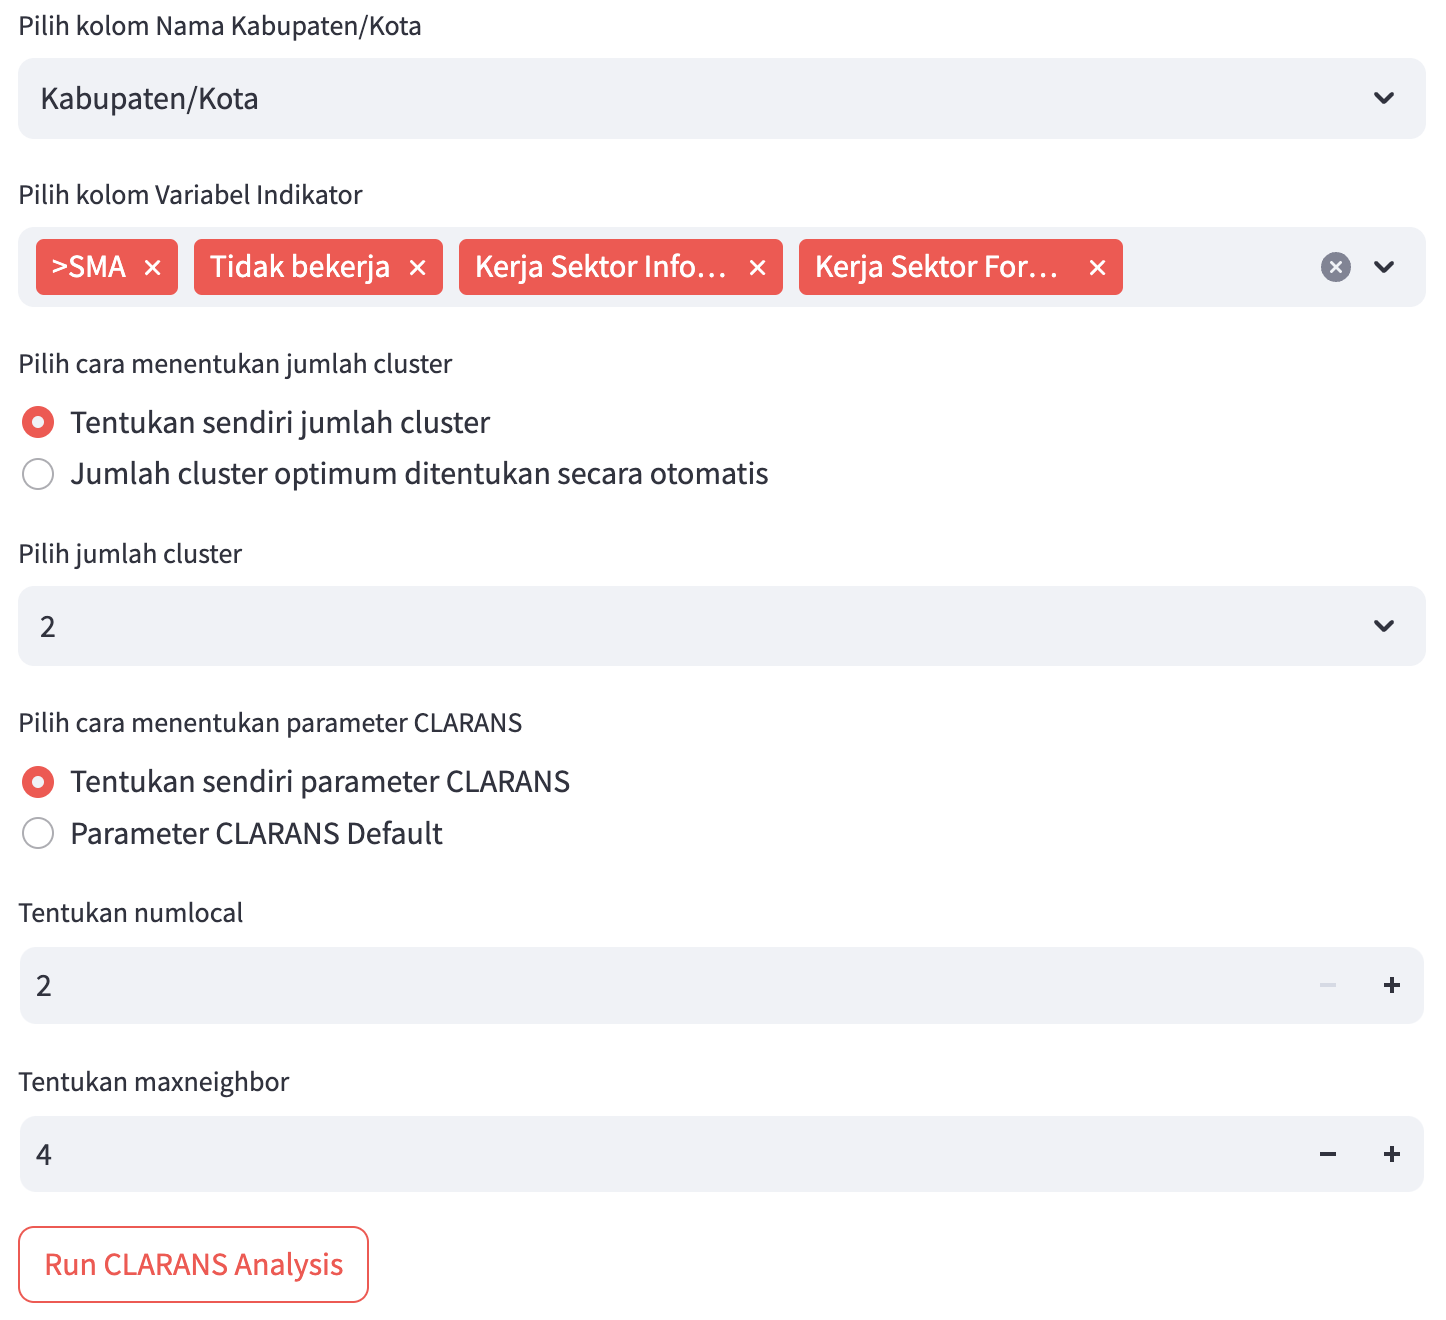 Pilih kolom Nama Kabupaten/Kota
Kabupaten/Kota
Pilih kolom Variabel Indikator
>SMA Tidak bekerja Kerja Sektor Info... Kerja Sektor For...
Pilih cara menentukan jumlah cluster
Tentukan sendiri jumlah cluster
Jumlah cluster optimum ditentukan secara otomatis
Pilih jumlah cluster
2
Pilih cara menentukan parameter CLARANS
Tentukan sendiri parameter CLARANS
Parameter CLARANS Default
Tentukan numlocal
2
Tentukan maxneighbor
4
Run CLARANS Analysis